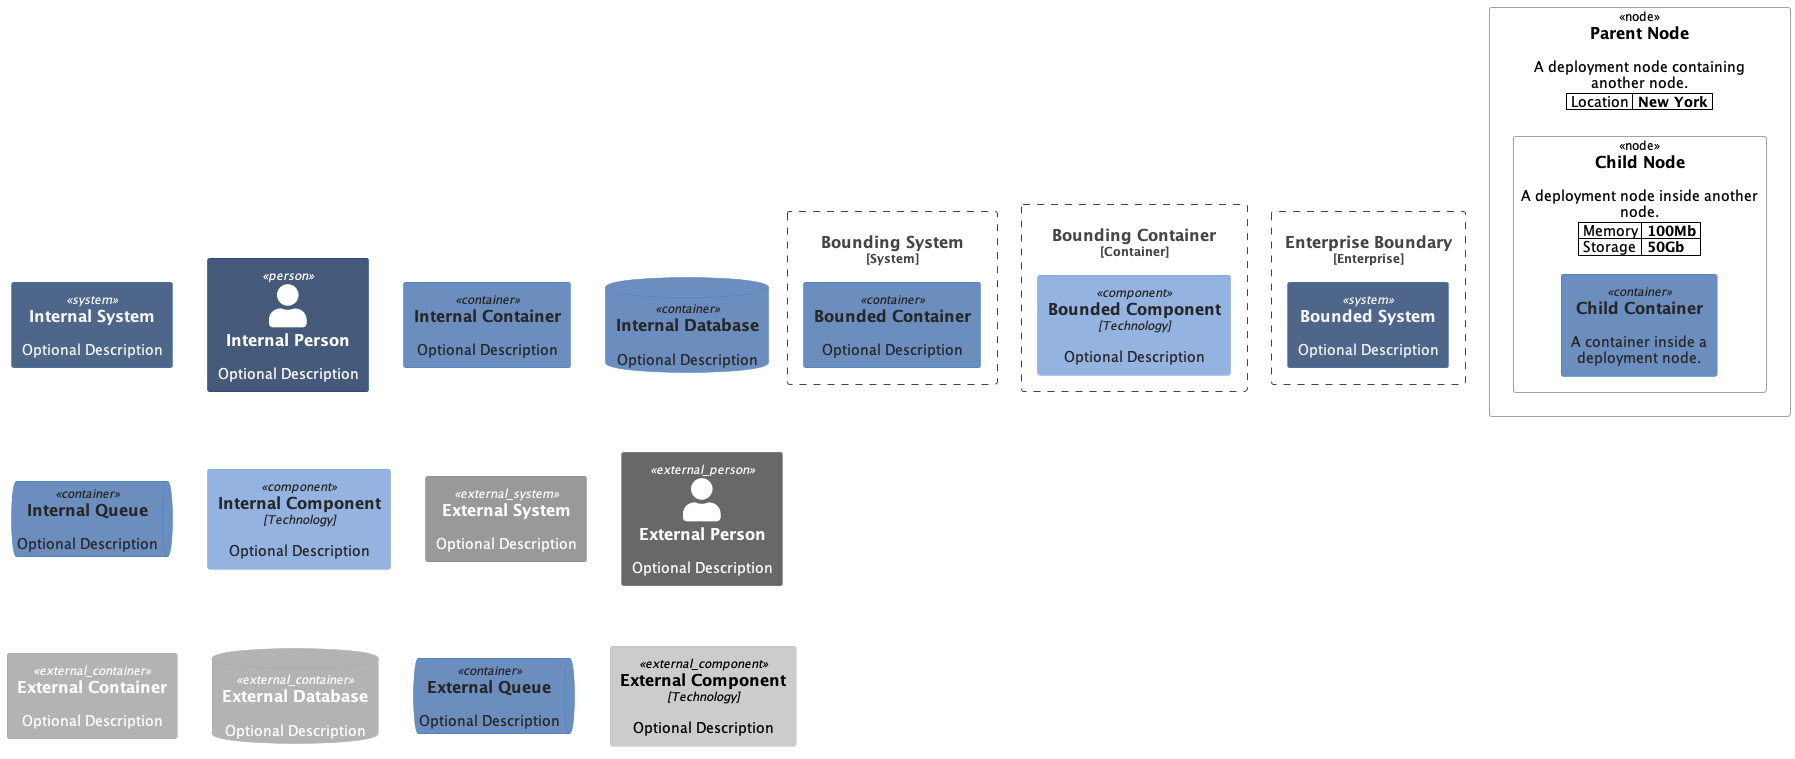 «node»
Parent Node
A deployment node containing
another node.
Location New York
«node»
Child Node
A deployment node inside another
node.
Memory 100Mb
Storage 50Gb
«container»
Child Container
A container inside a
deployment node.
«system»
Internal System
Optional Description
«person»
Internal Person
Optional Description
«container»
Internal Container
Optional Description
«container»
Internal Database
Optional Description
Bounding System
[System]
«container»
Bounded Container
Optional Description
Bounding Container
[Container]
«component»
Bounded Component
[Technology]
Optional Description
Enterprise Boundary
[Enterprise]
«system»
Bounded System
Optional Description
«container»
Internal Queue
Optional Description
«component»
Internal Component
[Technology]
Optional Description
«external_system»
External System
Optional Description
«external_person»
External Person
Optional Description
«external_container»
External Container
Optional Description
«external_container»
External Database
Optional Description
«container»
External Queue
Optional Description
«external_component»
External Component
[Technology]
Optional Description